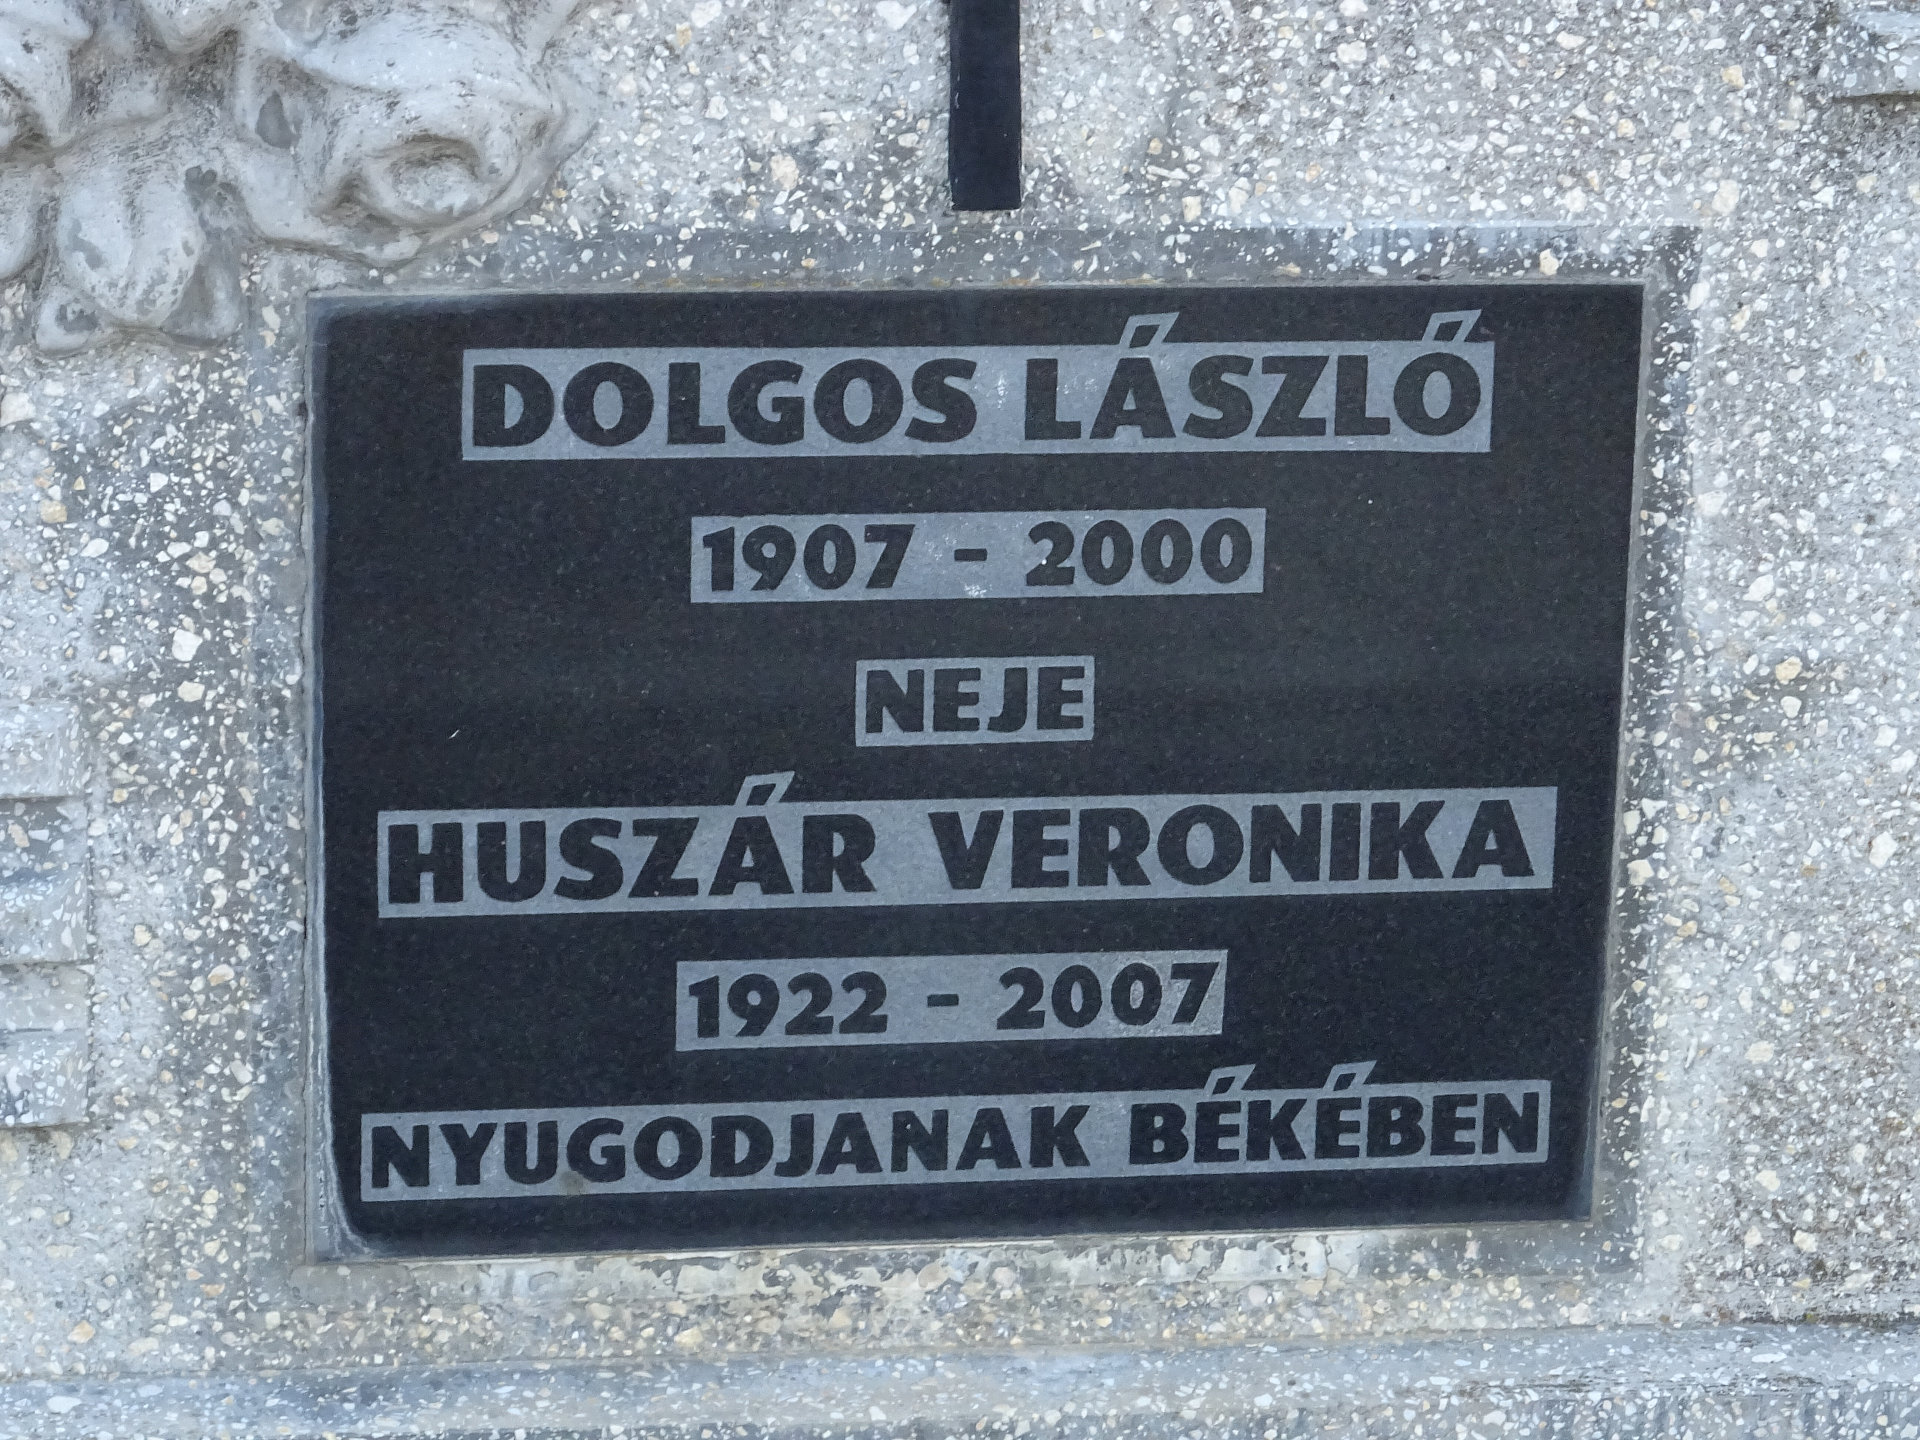 DOLGOS LÁSZLÓ
1907 - 2000
NEJE
HUSZÁR VERONIKA
1922 - 2007
NYUGODJANAK BÉKÉBEN